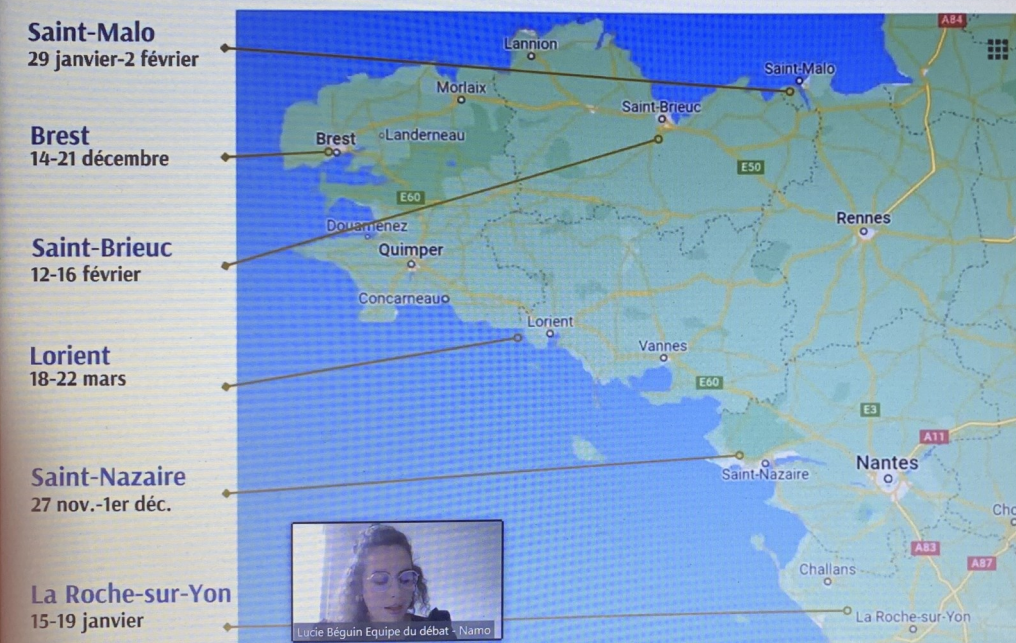 Saint-Malo
29 janvier-2 février
Brest
14-21 décembre
Saint-Brieuc
12-16 février
Lorient
18-22 mars
Saint-Nazaire
27 nov.-1er déc.
La Roche-sur-Yon
15-19 janvier
A84
Lannion
Saint-Malo
Morlaix
Saint-Brieuc
Brest
Landerneau
E50
E60
Douarnenez
Rennes
Quimper
Concarneau
Lorient
Vannes
E60
E3
A11
Nantes
Saint-Nazaire
Cho
A83
A87
Challans
La Roche-sur-Yon
Lucie Béguin Equipe du débat - Namo